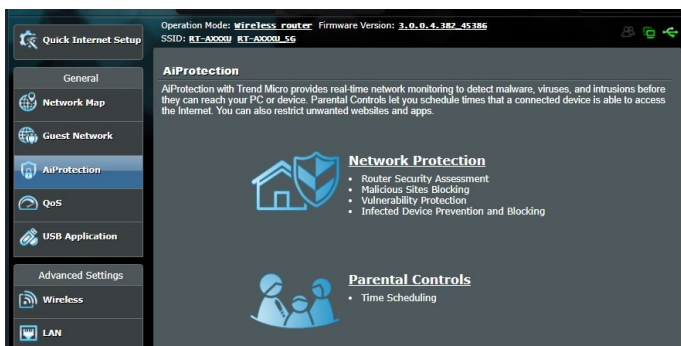 Quick Internet Setup
General
Network Map
Guest Network
AiProtection
QoS
USB Application
Advanced Settings
Wireless
LAN
Operation Mode: Wireless router Firmware Version: 3.0.0.4.382_45386
SSID: RT-AXXXU RT-AXXXU_5G
AiProtection
AiProtection with Trend Micro provides real-time network monitoring to detect malware, viruses, and intrusions before
they can reach your PC or device. Parental Controls let you schedule times that a connected device is able to access
the Internet. You can also restrict unwanted websites and apps.
Network Protection
• Router Security Assessment
• Malicious Sites Blocking
• Vulnerability Protection
• Infected Device Prevention and Blocking
Parental Controls
• Time Scheduling